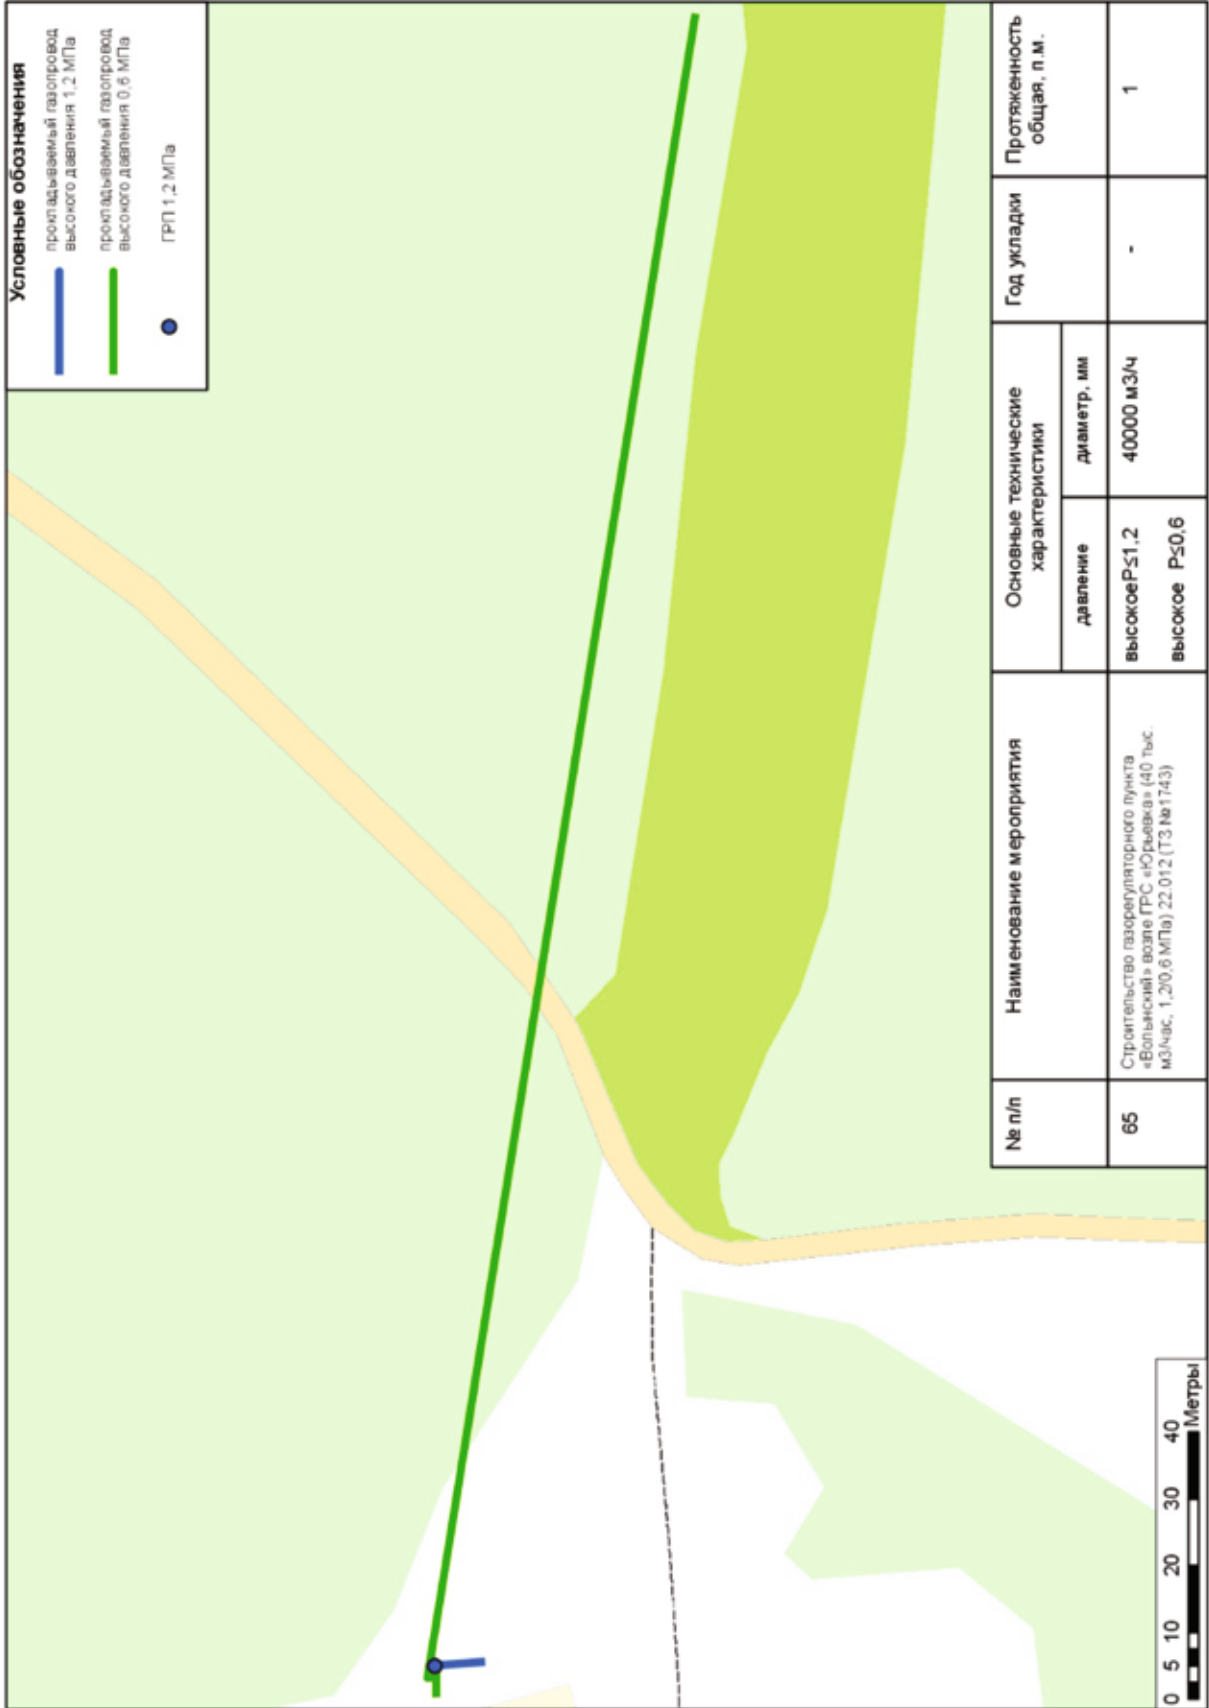 Условные обозначения
прокладываемый газопровод
высокого давления 1,2 МПа
прокладываемый газопровод
высокого давления 0,6 МПа
ГРП 1,2 МПа
№ п/п
Наименование мероприятия
Основные технические
характеристики
давление
диаметр, мм
Год укладки
Протяженность
общая, п.м.
65
Строительство газорегуляторного пункта
«Волынский» возле ГРС «Юрьевка» (40 тыс.
м3/час, 1,2/0,6 МПа) 22.012 (ТЗ №1743)
высокоеР≤1,2
высокое Р≤0,6
40000 м3/ч
-
1
0 5 10 20 30 40
Метры